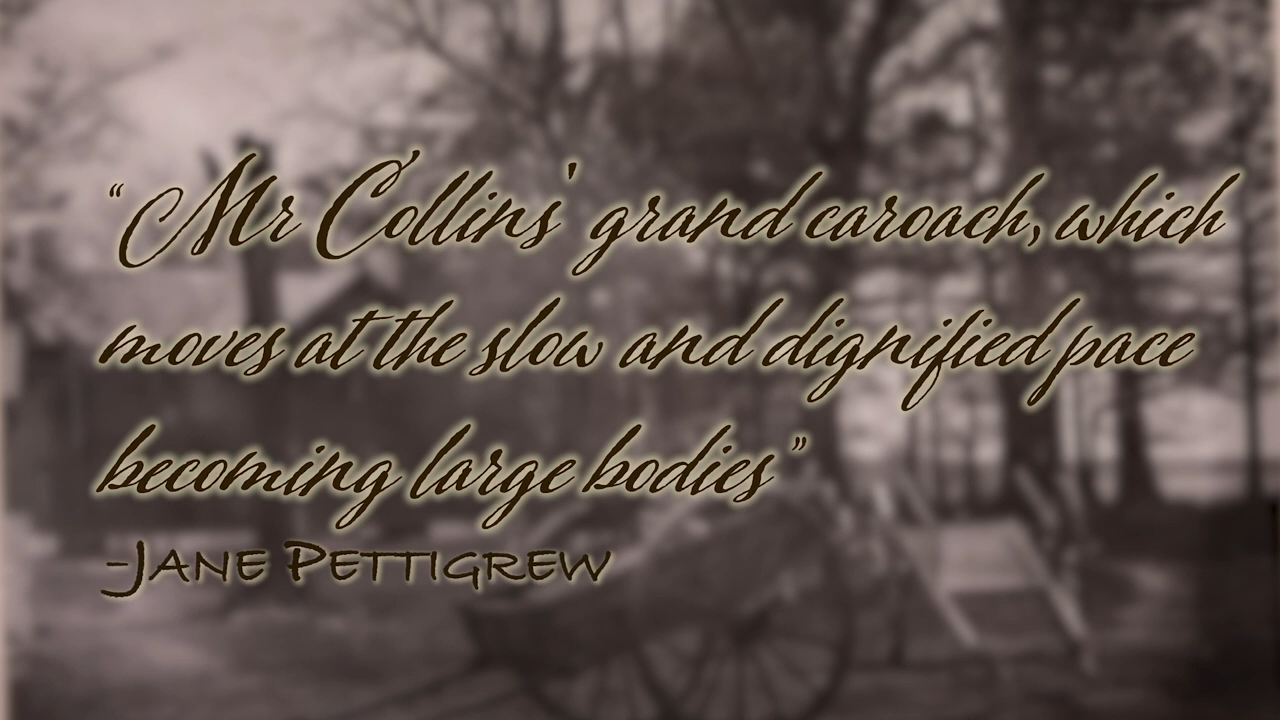 “Mr Collins' grand caroach, which
moves at the slow and dignified pace
becoming large bodies”
-Jane Pettigrew